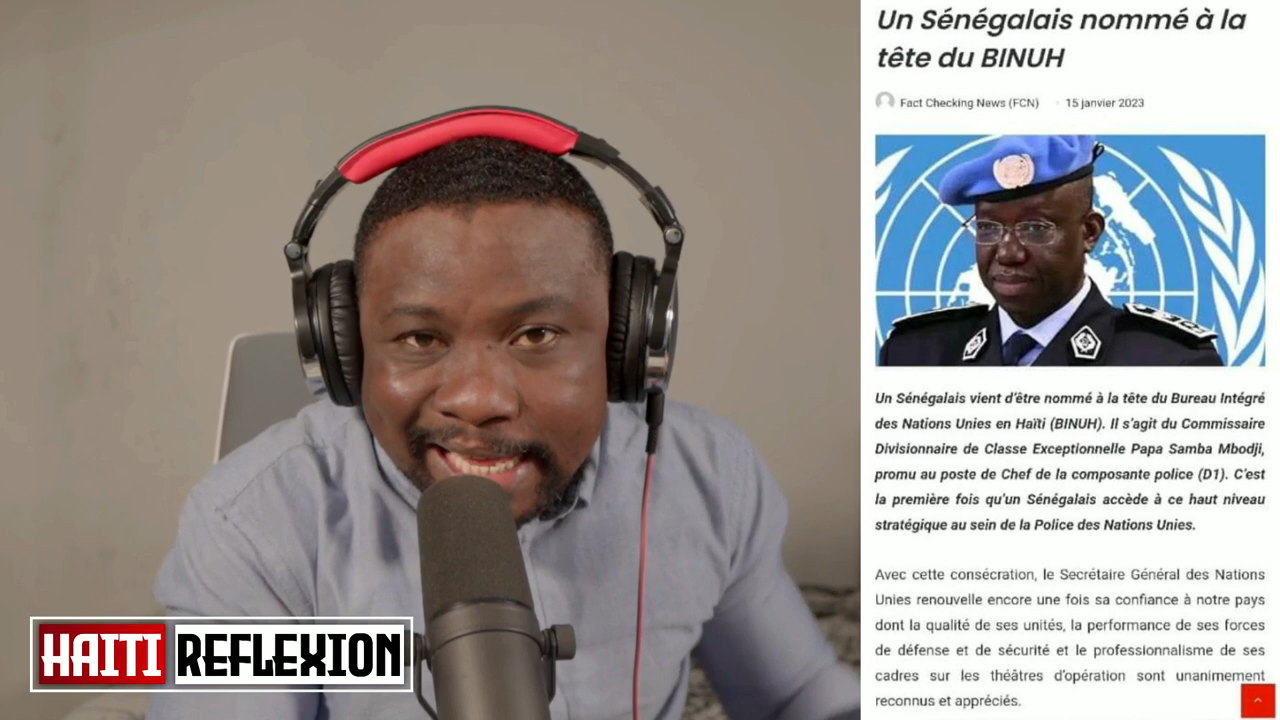 Un Sénégalais nommé à la
tête du BINUH
Fact Checking News (FCN) · 15 janvier 2023
Un Sénégalais vient d'être nommé à la tête du Bureau Intégré
des Nations Unies en Haïti (BINUH). Il s'agit du Commissaire
Divisionnaire de Classe Exceptionnelle Papa Samba Mbodji,
promu au poste de Chef de la composante police (D1). C'est
la première fois qu'un Sénégalais accède à ce haut niveau
stratégique au sein de la Police des Nations Unies.
Avec cette consécration, le Secrétaire Général des Nations
Unies renouvelle encore une fois sa confiance à notre pays
dont la qualité de ses unités, la performance de ses forces
de défense et de sécurité et le professionnalisme de ses
cadres sur les théâtres d'opération sont unanimement
reconnus et appréciés.
HAITI REFLEXION